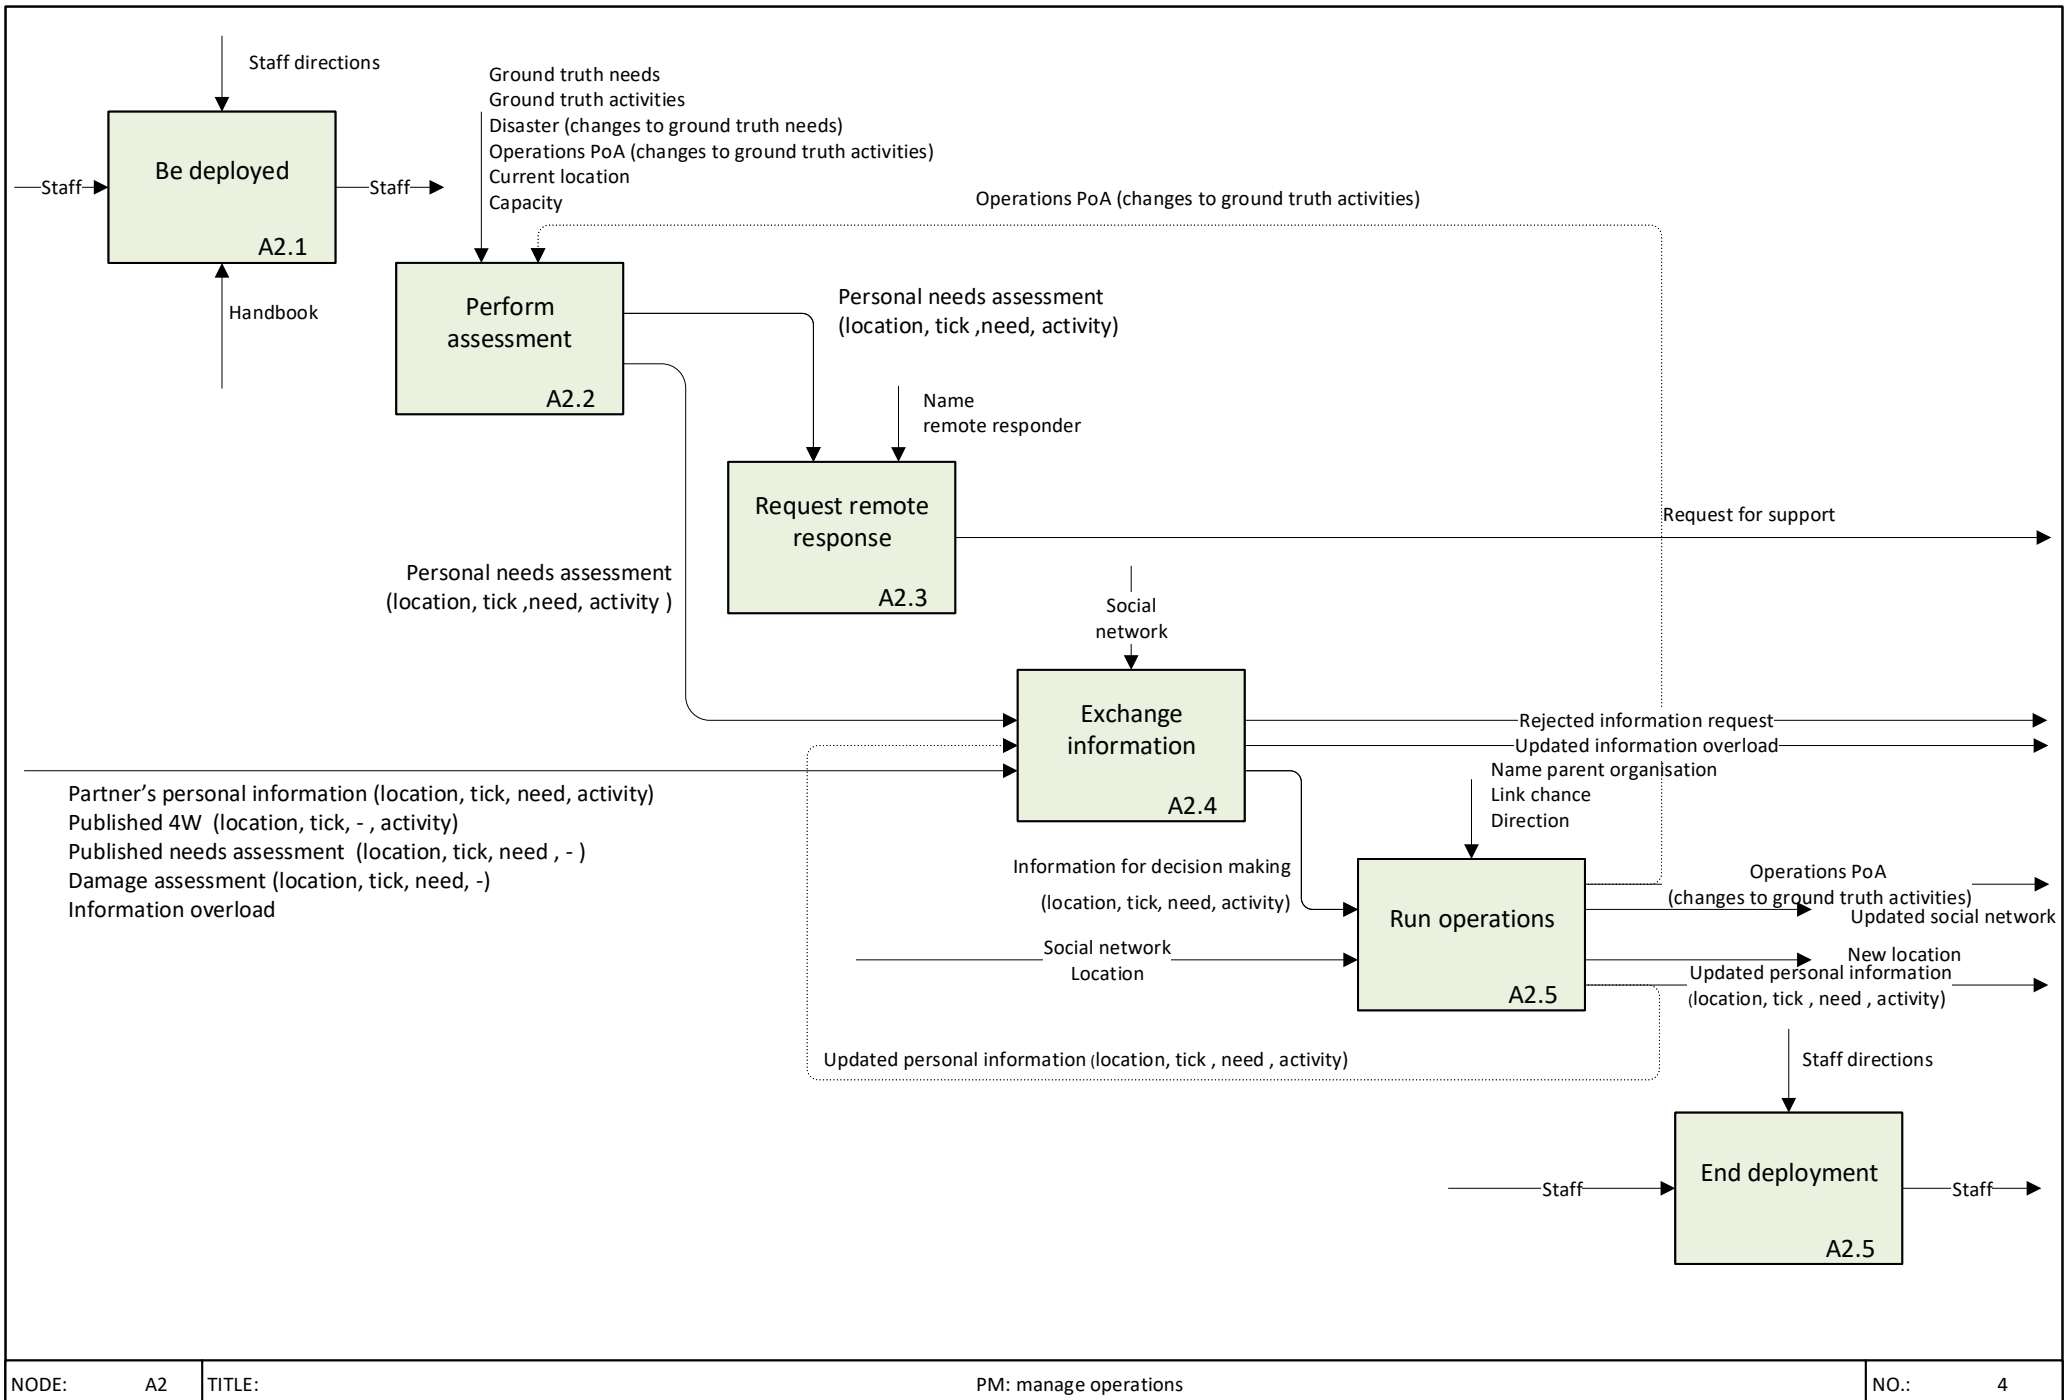 Staff directions
Staff
Be deployed
A2.1
Staff
Handbook
Ground truth needs
Ground truth activities
Disaster (changes to ground truth needs)
Operations PoA (changes to ground truth activities)
Current location
Capacity
Operations PoA (changes to ground truth activities)
Perform
assessment
A2.2
Personal needs assessment
(location, tick ,need, activity)
Name
remote responder
Request remote
response
A2.3
Request for support
Personal needs assessment
(location, tick ,need, activity )
Social
network
Exchange
information
A2.4
Rejected information request
Updated information overload
Partner’s personal information (location, tick, need, activity)
Published 4W  (location, tick, - , activity)
Published needs assessment  (location, tick, need , - )
Damage assessment (location, tick, need, -)
Information overload
Name parent organisation
Link chance
Direction
Information for decision making
(location, tick, need, activity)
Social network
Location
Run operations
A2.5
Operations PoA
(changes to ground truth activities)
Updated social network
New location
Updated personal information
(location, tick , need , activity)
Updated personal information (location, tick , need , activity)
Staff directions
Staff
End deployment
A2.5
Staff
NODE: A2 TITLE: PM: manage operations NO.: 4